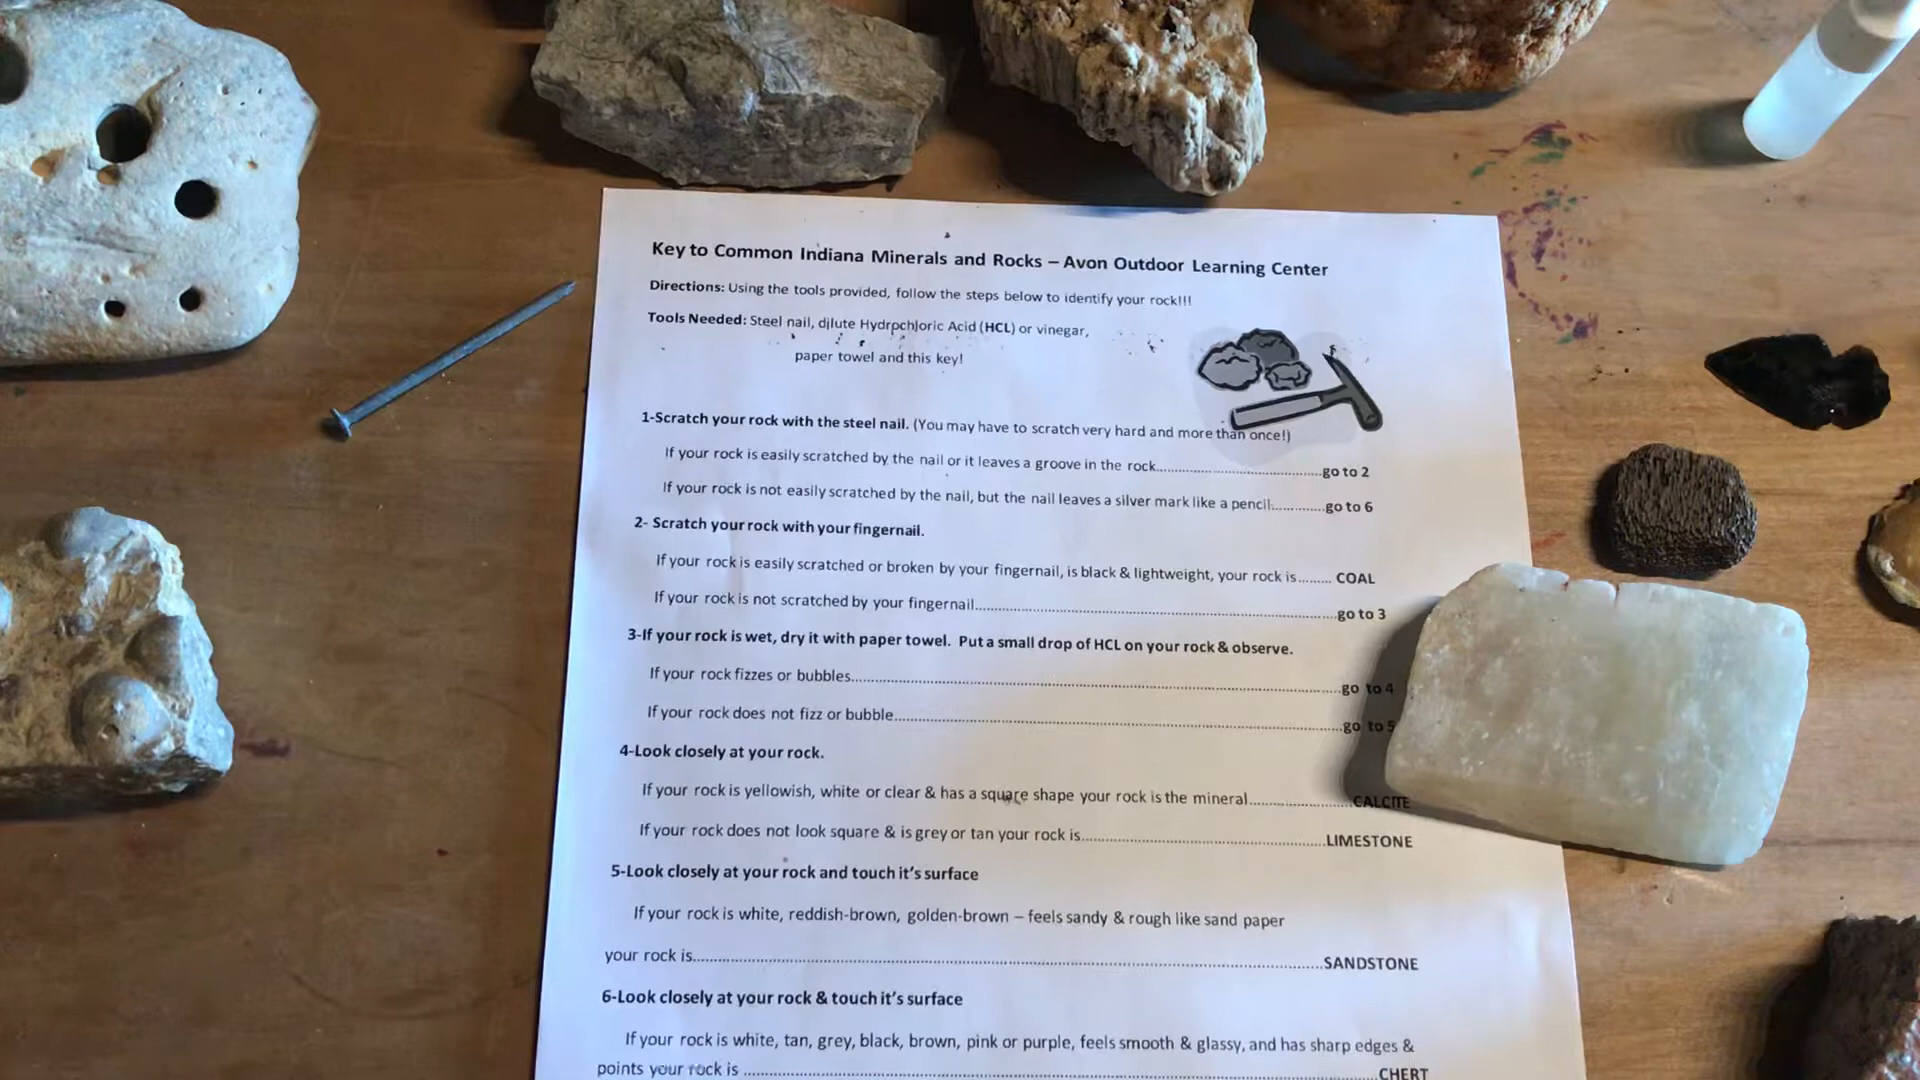 Key to Common Indiana Minerals and Rocks – Avon Outdoor Learning Center
Directions: Using the tools provided, follow the steps below to identify your rock!!!
Tools Needed: Steel nail, dilute Hydrochloric Acid (HCL) or vinegar,
paper towel and this key!
1-Scratch your rock with the steel nail. (You may have to scratch very hard and more than once!)
If your rock is easily scratched by the nail or it leaves a groove in the rock..........................................go to 2
If your rock is not easily scratched by the nail, but the nail leaves a silver mark like a pencil.............go to 6
2- Scratch your rock with your fingernail.
If your rock is easily scratched or broken by your fingernail, is black & lightweight, your rock is......... COAL
If your rock is not scratched by your fingernail..........................................................................................go to 3
3-If your rock is wet, dry it with paper towel. Put a small drop of HCL on your rock & observe.
If your rock fizzes or bubbles.........................................................................................................................go to 4
If your rock does not fizz or bubble..............................................................................................................go to 5
4-Look closely at your rock.
If your rock is yellowish, white or clear & has a square shape your rock is the mineral.........................CALCITE
If your rock does not look square & is grey or tan your rock is............................................................LIMESTONE
5-Look closely at your rock and touch it's surface
If your rock is white, reddish-brown, golden-brown – feels sandy & rough like sand paper
your rock is...........................................................................................................................................................SANDSTONE
6-Look closely at your rock & touch it's surface
If your rock is white, tan, grey, black, brown, pink or purple, feels smooth & glassy, and has sharp edges &
points your rock is ..............................................................................................................................................CHERT